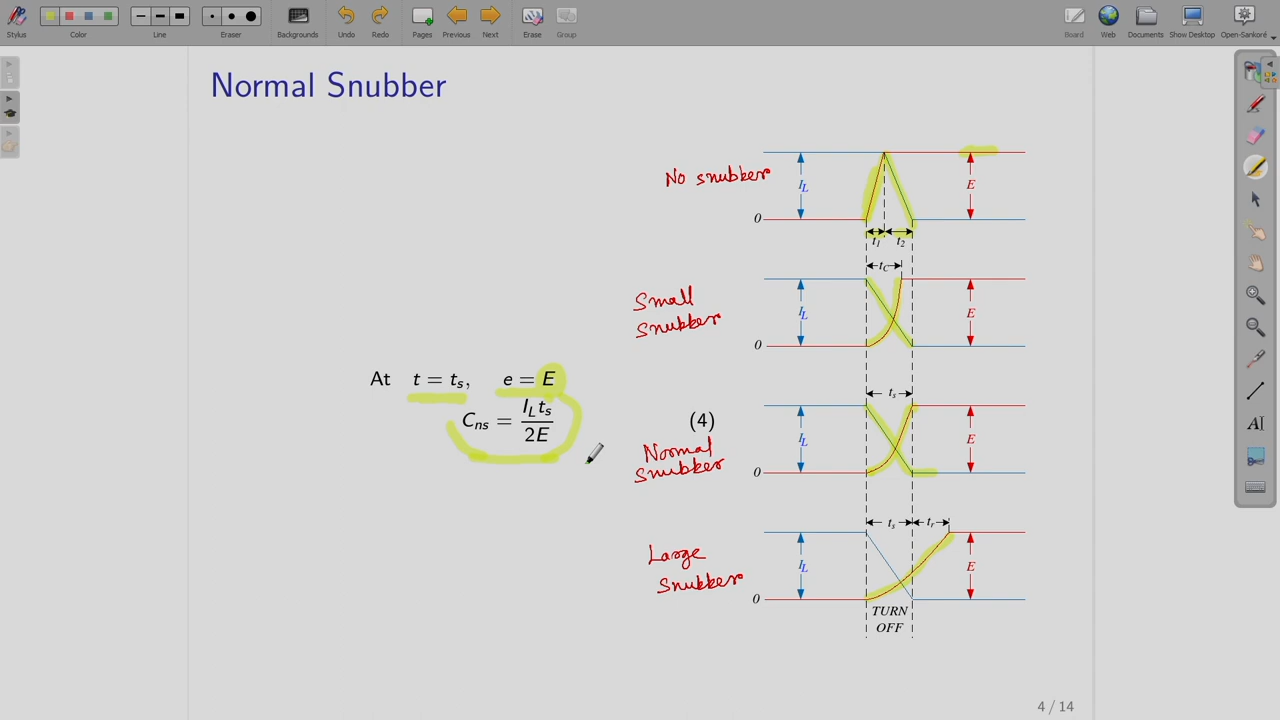 Stylus
Color
Line
Eraser
Backgrounds
Undo
Redo
Pages
Previous
Next
Erase
Group
Board
Web
Documents
Show Desktop
Open-Sankoré
Normal Snubber
No snubber
I_L
E
0
t_1
t_2
t_C
Small
Snubber
I_L
E
0
At t = t_s, e = E
C_ns = I_L t_s / 2E (4)
t_s
Normal
Snubber
I_L
E
0
t_s
t_r
Large
Snubber
I_L
E
0
TURN
OFF
4 / 14